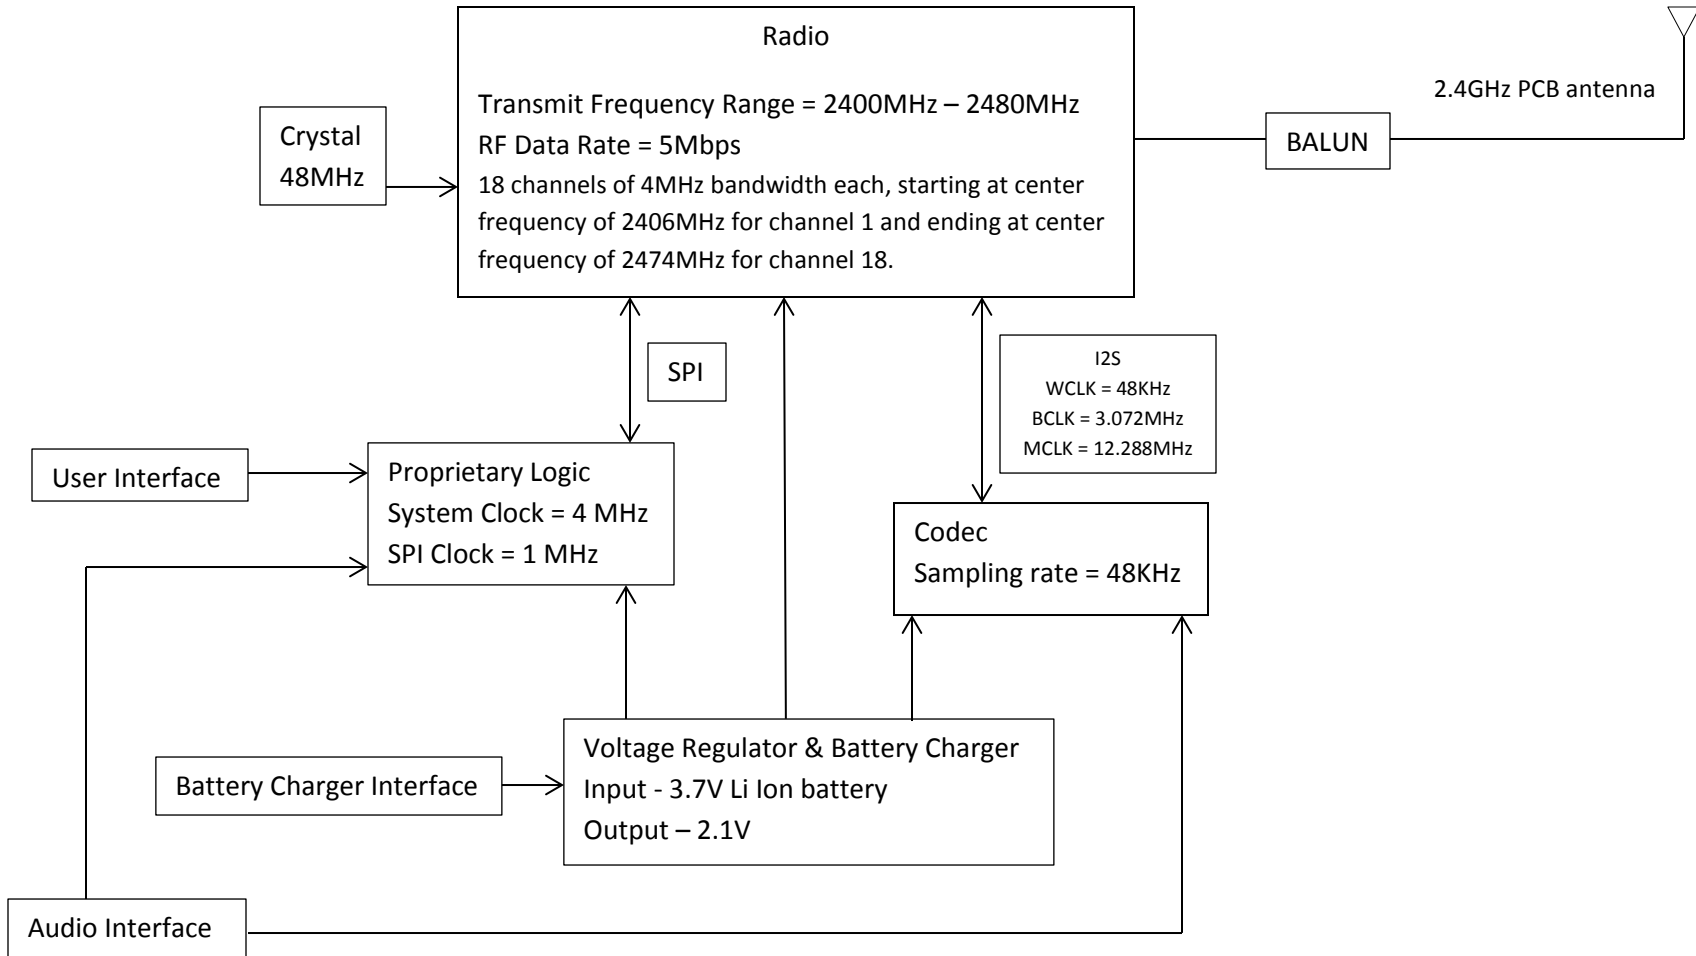 Radio
Transmit Frequency Range = 2400MHz – 2480MHz
RF Data Rate = 5Mbps
18 channels of 4MHz bandwidth each, starting at center
frequency of 2406MHz for channel 1 and ending at center
frequency of 2474MHz for channel 18.
2.4GHz PCB antenna
Crystal
48MHz
BALUN
SPI
I2S
WCLK = 48KHz
BCLK = 3.072MHz
MCLK = 12.288MHz
User Interface
Proprietary Logic
System Clock = 4 MHz
SPI Clock = 1 MHz
Codec
Sampling rate = 48KHz
Battery Charger Interface
Voltage Regulator & Battery Charger
Input - 3.7V Li Ion battery
Output – 2.1V
Audio Interface